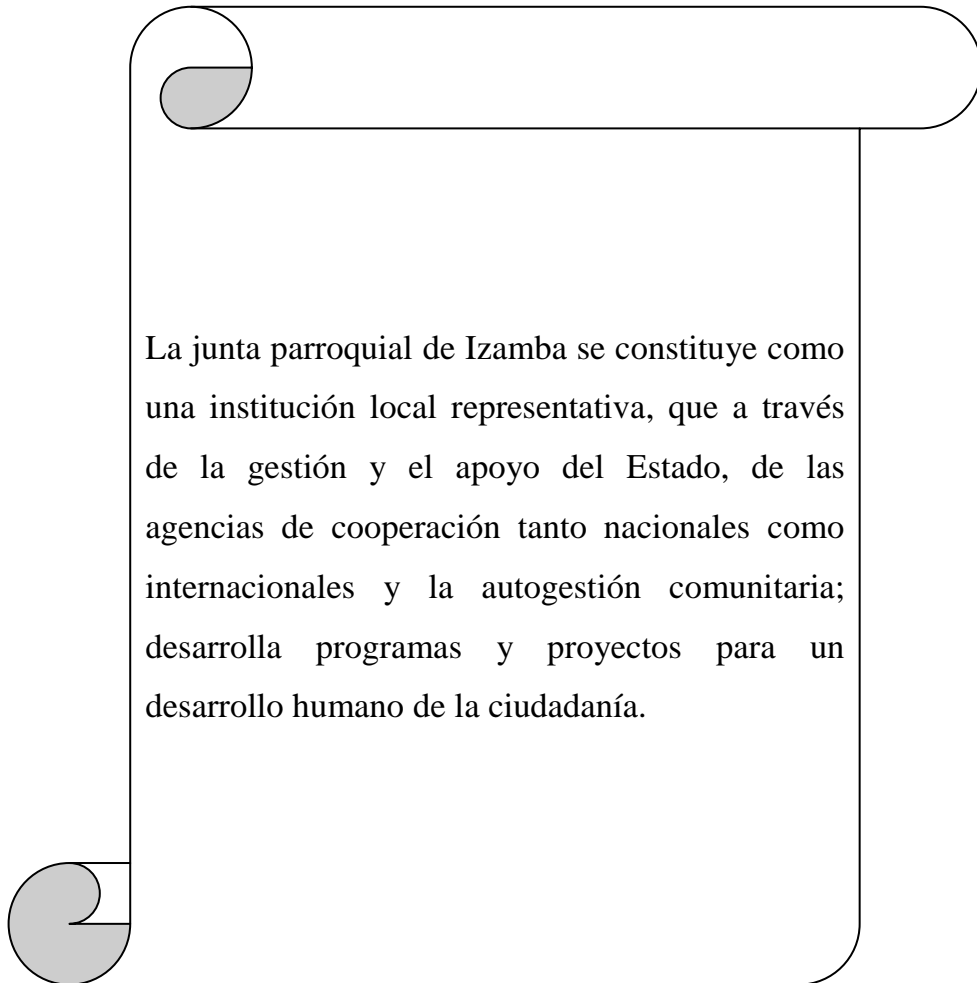 La junta parroquial de Izamba se constituye como
una institución local representativa, que a través
de la gestión y el apoyo del Estado, de las
agencias de cooperación tanto nacionales como
internacionales y la autogestión comunitaria;
desarrolla programas y proyectos para un
desarrollo humano de la ciudadanía.